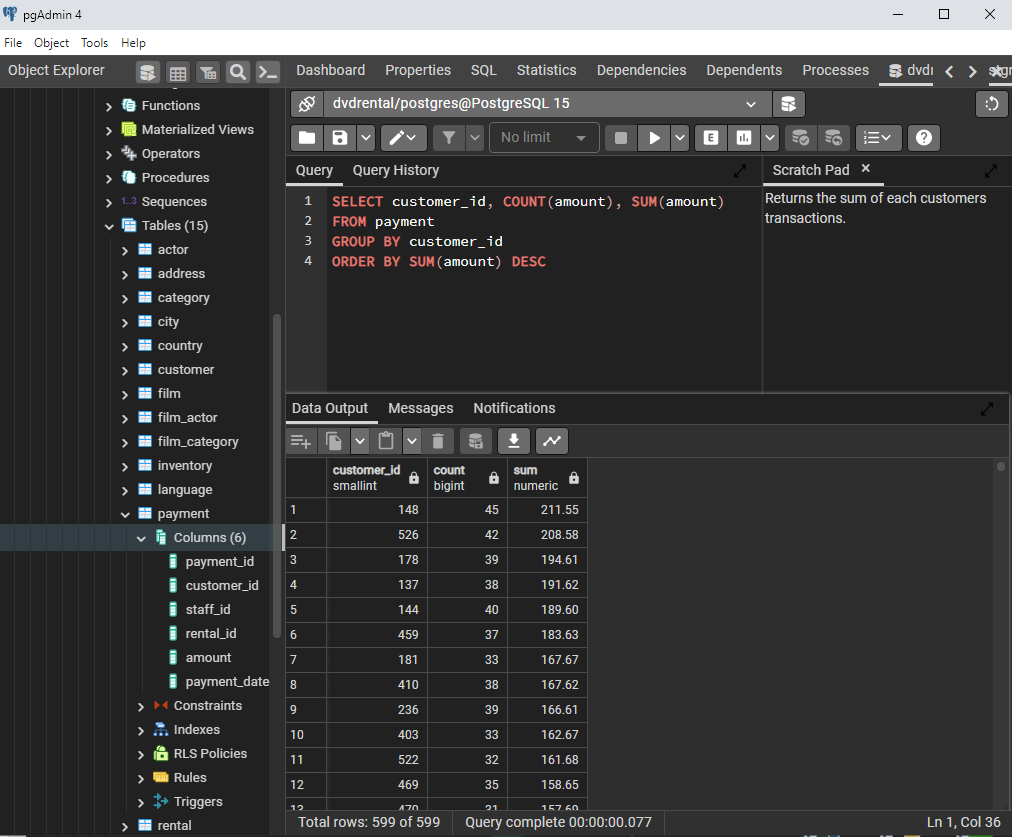 pgAdmin 4
File Object Tools Help
Object Explorer
Functions
Materialized Views
Operators
Procedures
1..3 Sequences
Tables (15)
actor
address
category
city
country
customer
film
film_actor
film_category
inventory
language
payment
Columns (6)
payment_id
customer_id
staff_id
rental_id
amount
payment_date
Constraints
Indexes
RLS Policies
Rules
Triggers
rental
Dashboard Properties SQL Statistics Dependencies Dependents Processes
dvdrental/postgres@PostgreSQL 15
No limit E
Query Query History
1 SELECT customer_id, COUNT(amount), SUM(amount)
2 FROM payment
3 GROUP BY customer_id
4 ORDER BY SUM(amount) DESC
Scratch Pad
Returns the sum of each customers
transactions.
Data Output Messages Notifications
customer_id count sum
smallint bigint numeric
1 148 45 211.55
2 526 42 208.58
3 178 39 194.61
4 137 38 191.62
5 144 40 189.60
6 459 37 183.63
7 181 33 167.67
8 410 38 167.62
9 236 39 166.61
10 403 33 162.67
11 522 32 161.68
12 469 35 158.65
13 470 31 157.69
Total rows: 599 of 599 Query complete 00:00:00.077 Ln 1, Col 36